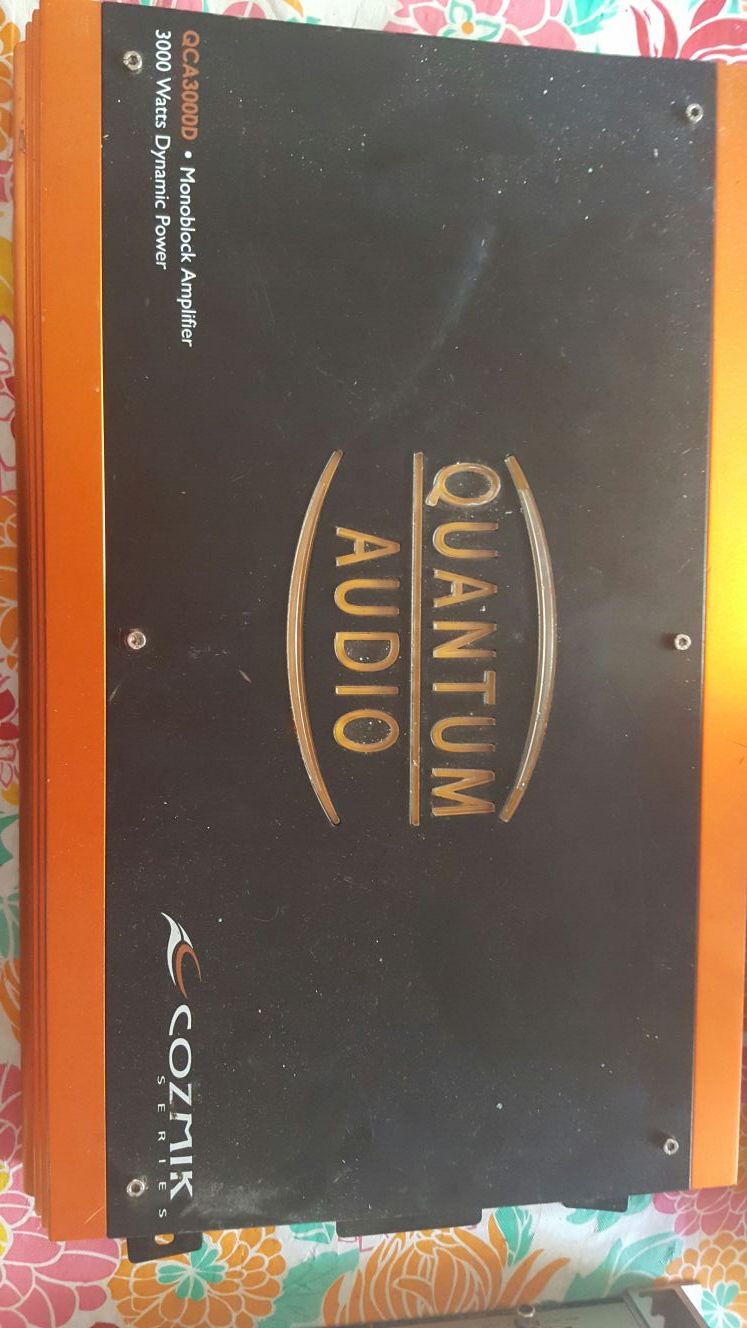 QUANTUM
AUDIO
QCA3000D • Monoblock Amplifier
3000 Watts Dynamic Power
COZMIK
SERIES